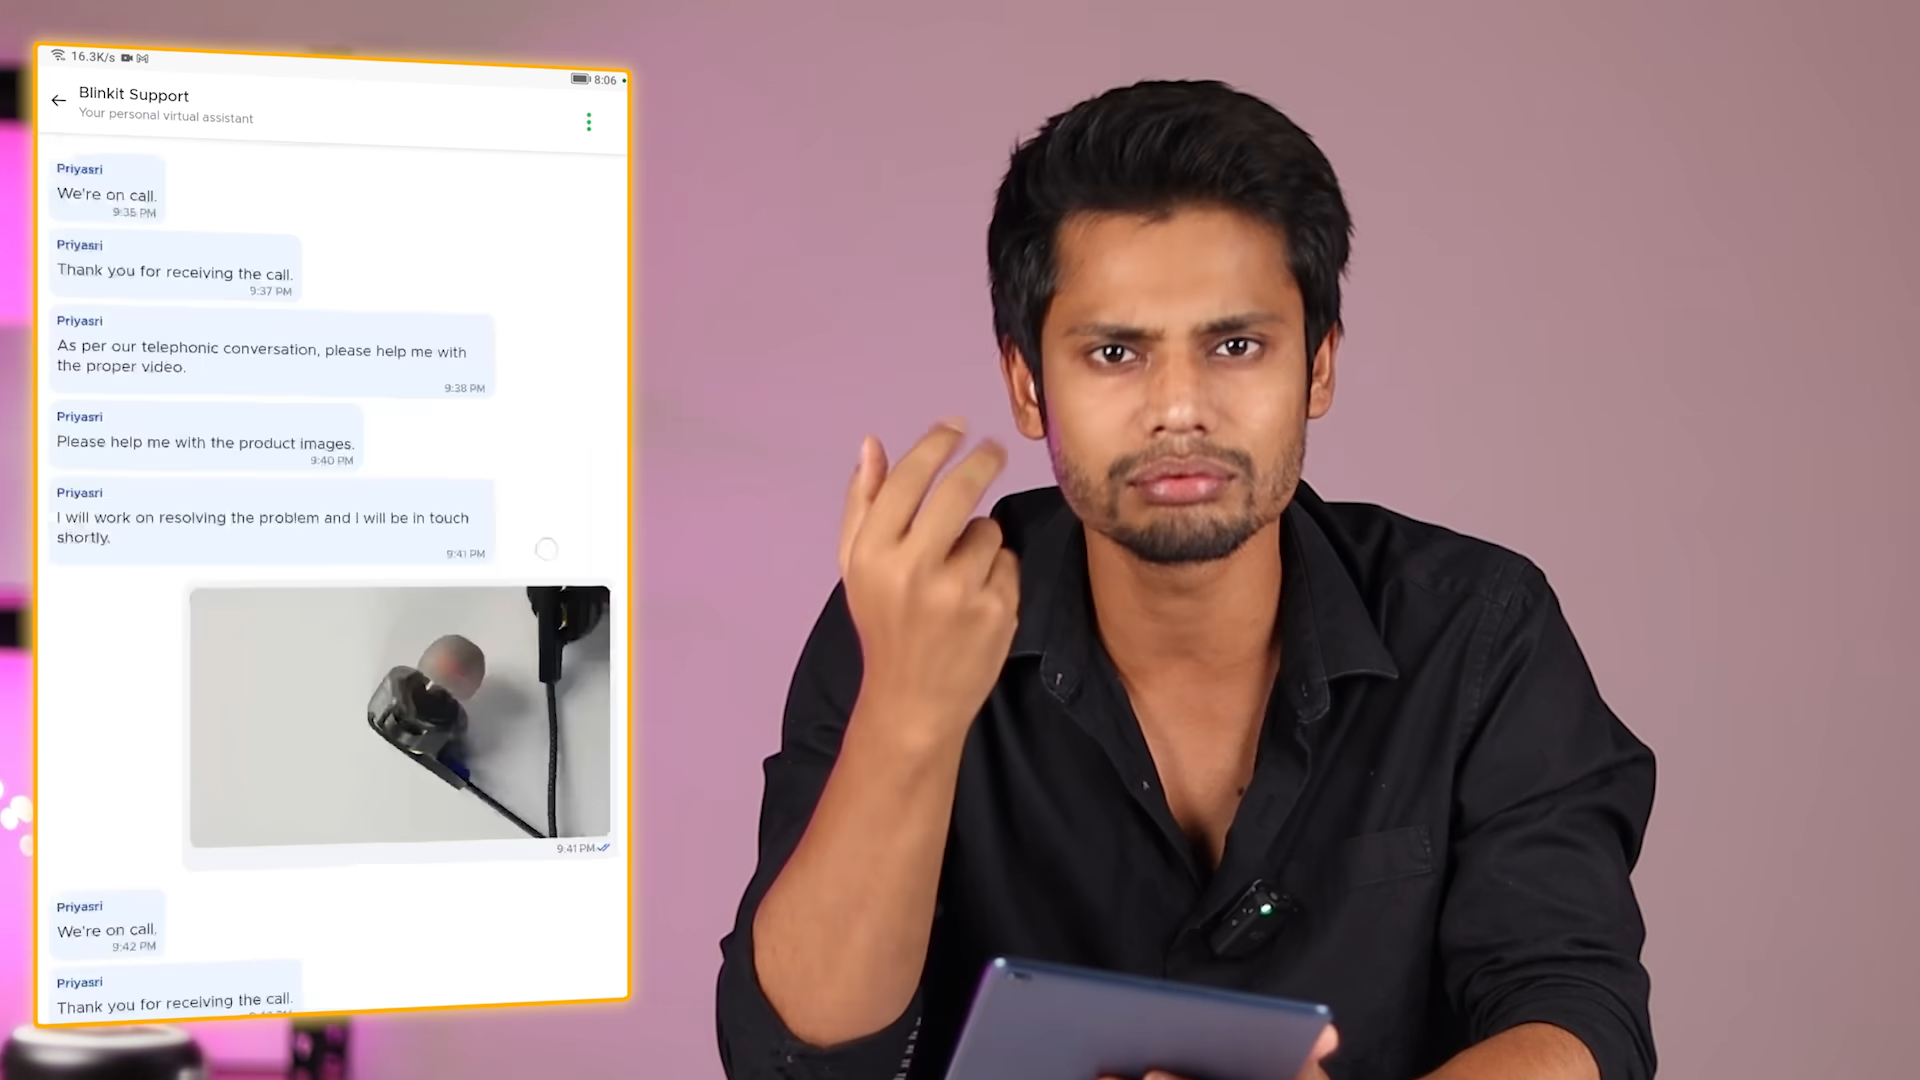 16.3K/s
8:06
Blinkit Support
Your personal virtual assistant
Priyasri
We're on call.
9:35 PM
Priyasri
Thank you for receiving the call.
9:37 PM
Priyasri
As per our telephonic conversation, please help me with
the proper video.
9:38 PM
Priyasri
Please help me with the product images.
9:40 PM
Priyasri
I will work on resolving the problem and I will be in touch
shortly.
9:41 PM
9:41 PM
Priyasri
We're on call.
9:42 PM
Priyasri
Thank you for receiving the call.